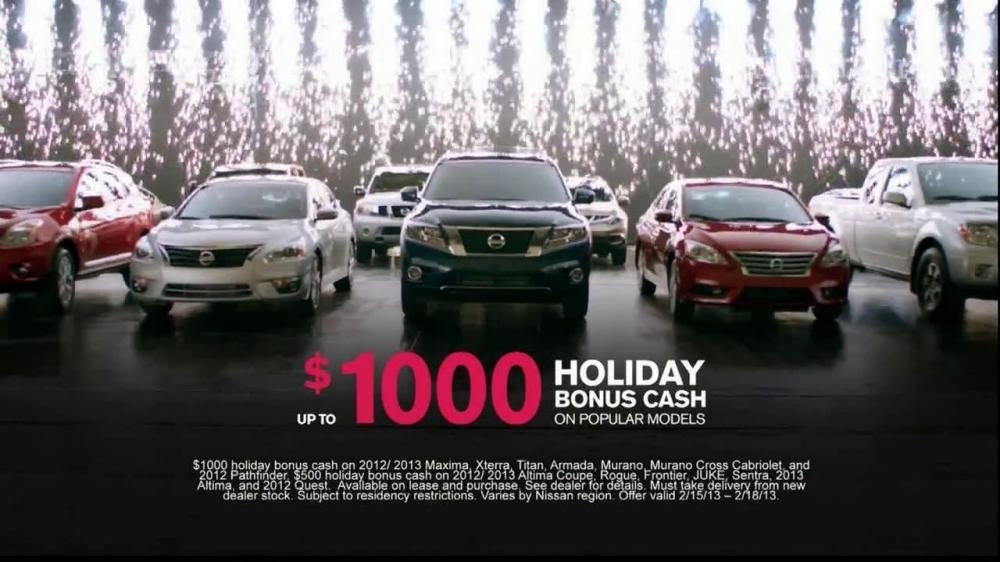 UP TO $1000 HOLIDAY
BONUS CASH
ON POPULAR MODELS
$1000 holiday bonus cash on 2012/ 2013 Maxima, Xterra, Titan, Armada, Murano, Murano Cross Cabriolet, and
2012 Pathfinder, $500 holiday bonus cash on 2012/ 2013 Altima Coupe, Rogue, Frontier, JUKE, Sentra, 2013
Altima, and 2012 Quest. Available on lease and purchase. See dealer for details. Must take delivery from new
dealer stock. Subject to residency restrictions. Varies by Nissan region. Offer valid 2/15/13 – 2/18/13.